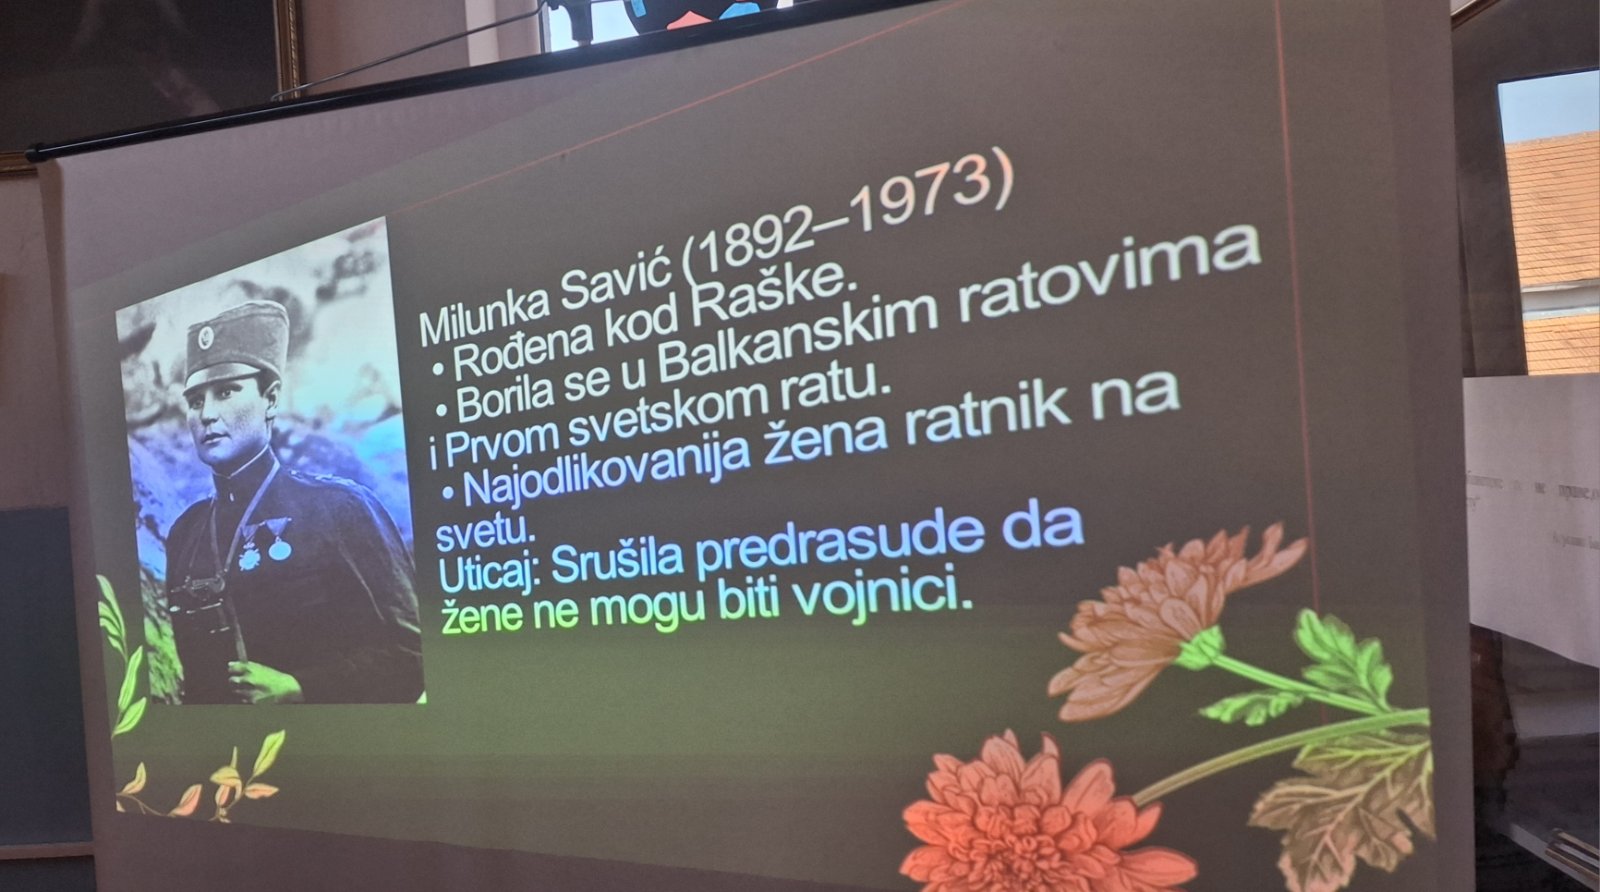 Milunka Savić (1892–1973)
• Rođena kod Raške.
• Borila se u Balkanskim ratovima
i Prvom svetskom ratu.
• Najodlikovanija žena ratnik na
svetu.
Uticaj: Srušila predrasude da
žene ne mogu biti vojnici.